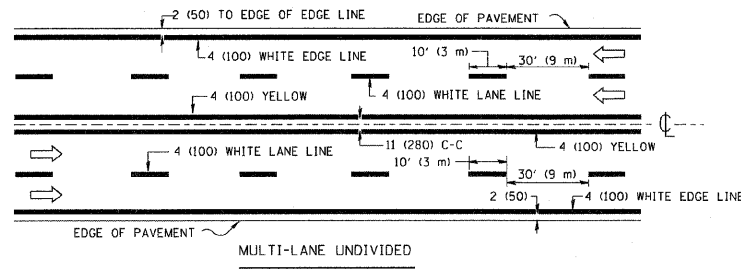 2 (50) TO EDGE OF EDGE LINE
EDGE OF PAVEMENT
4 (100) WHITE EDGE LINE
10' (3 m)
30' (9 m)
4 (100) YELLOW
4 (100) WHITE LANE LINE
4 (100) WHITE LANE LINE
11 (280) C-C
4 (100) YELLOW
10' (3 m)
30' (9 m)
2 (50)
4 (100) WHITE EDGE LINE
EDGE OF PAVEMENT
MULTI-LANE UNDIVIDED